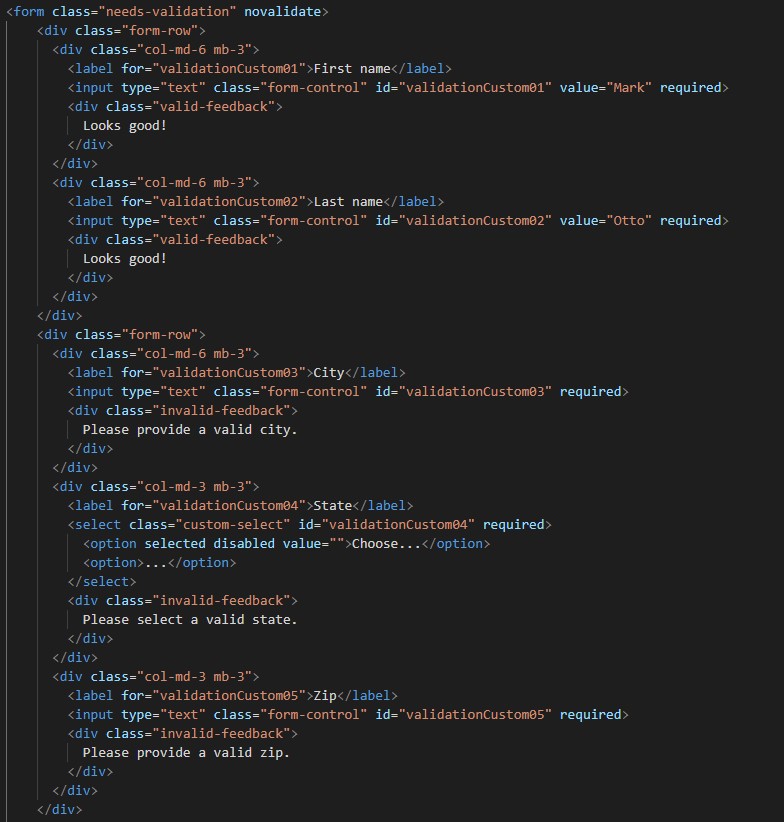 <form class="needs-validation" novalidate>
<div class="form-row">
<div class="col-md-6 mb-3">
<label for="validationCustom01">First name</label>
<input type="text" class="form-control" id="validationCustom01" value="Mark" required>
<div class="valid-feedback">
Looks good!
</div>
</div>
<div class="col-md-6 mb-3">
<label for="validationCustom02">Last name</label>
<input type="text" class="form-control" id="validationCustom02" value="Otto" required>
<div class="valid-feedback">
Looks good!
</div>
</div>
</div>
<div class="form-row">
<div class="col-md-6 mb-3">
<label for="validationCustom03">City</label>
<input type="text" class="form-control" id="validationCustom03" required>
<div class="invalid-feedback">
Please provide a valid city.
</div>
</div>
<div class="col-md-3 mb-3">
<label for="validationCustom04">State</label>
<select class="custom-select" id="validationCustom04" required>
<option selected disabled value="">Choose...</option>
<option>...</option>
</select>
<div class="invalid-feedback">
Please select a valid state.
</div>
</div>
<div class="col-md-3 mb-3">
<label for="validationCustom05">Zip</label>
<input type="text" class="form-control" id="validationCustom05" required>
<div class="invalid-feedback">
Please provide a valid zip.
</div>
</div>
</div>